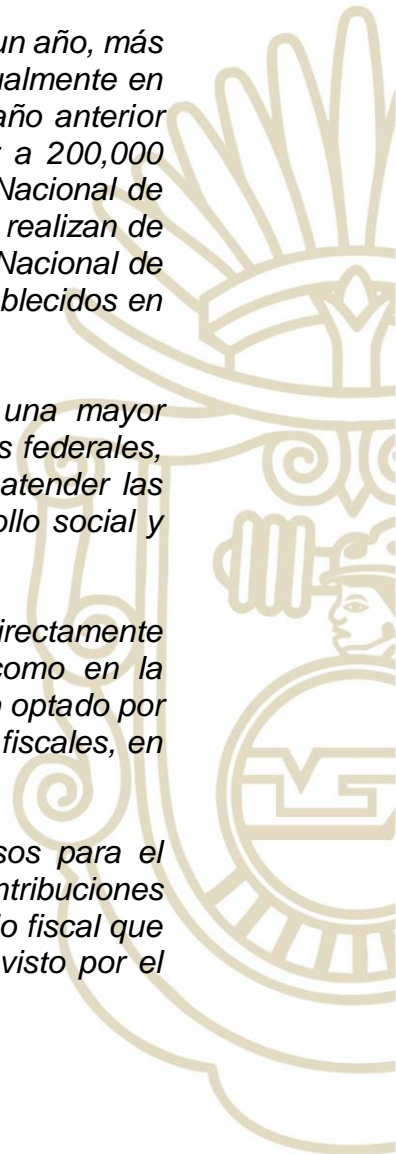 un año, más
ualmente en
año anterior
a 200,000
Nacional de
realizan de
Nacional de
blecidos en
una mayor
s federales,
atender las
ollo social y
irectamente
como en la
optado por
fiscales, en
sos para el
ntribuciones
o fiscal que
visto por el